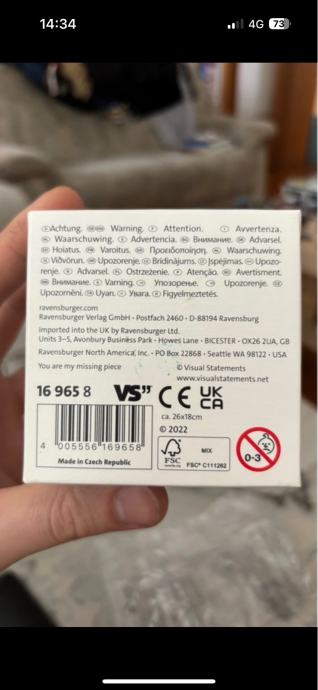 14:34
4G 73
Achtung. Warning. Attention. Avvertenza.
Waarschuwing. Advertencia. Внимание. Advarsel.
Hoiatus. Varoitus. Προειδοποίηση. Waarschuwing.
Viðvörun. Upozorenje. Brīdinājums. Įspėjimas. Upozo-
renje. Advarsel. Ostrzeżenie. Atenção. Avertisment.
Внимание. Varning. Упозорење. Upozorenje.
Upozornění. Uyarı. Увага. Figyelmeztetés.
ravensburger.com
Ravensburger Verlag GmbH • Postfach 2460 • D-88194 Ravensburg
Imported into the UK by Ravensburger Ltd.
Units 3–5, Avonbury Business Park • Howes Lane • BICESTER • OX26 2UA, GB
Ravensburger North America, Inc. • PO Box 22868 • Seattle WA 98122 • USA
You are my missing piece
© Visual Statements
www.visualstatements.net
16 965 8
VS” CE UK CA
ca. 26x18cm
© 2022
4 005556 169658
Made in Czech Republic
FSC
MIX
FSC® C111262
0-3